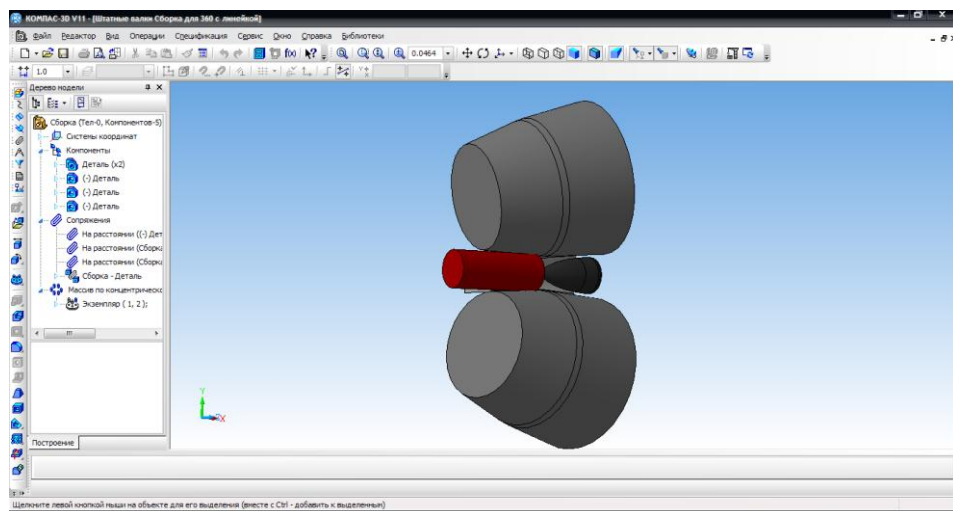 КОМПАС-3D V11 - [Штатные валки Сборка для 360 с линейкой]
Файл Редактор Вид Операции Спецификация Сервис Окно Справка Библиотеки
0.0464
1.0
Дерево модели
Сборка (Тел-0, Компонентов-5)
Системы координат
Компоненты
Деталь (x2)
(-) Деталь
(-) Деталь
(-) Деталь
Сопряжения
На расстоянии ((-) Дет
На расстоянии (Сборка
На расстоянии (Сборка
Сборка - Деталь
Массив по концентрическо
Экземпляр ( 1, 2 );
Y
Z X
Построение
Щелкните левой кнопкой мыши на объекте для его выделения (вместе с Ctrl - добавить к выделенным)